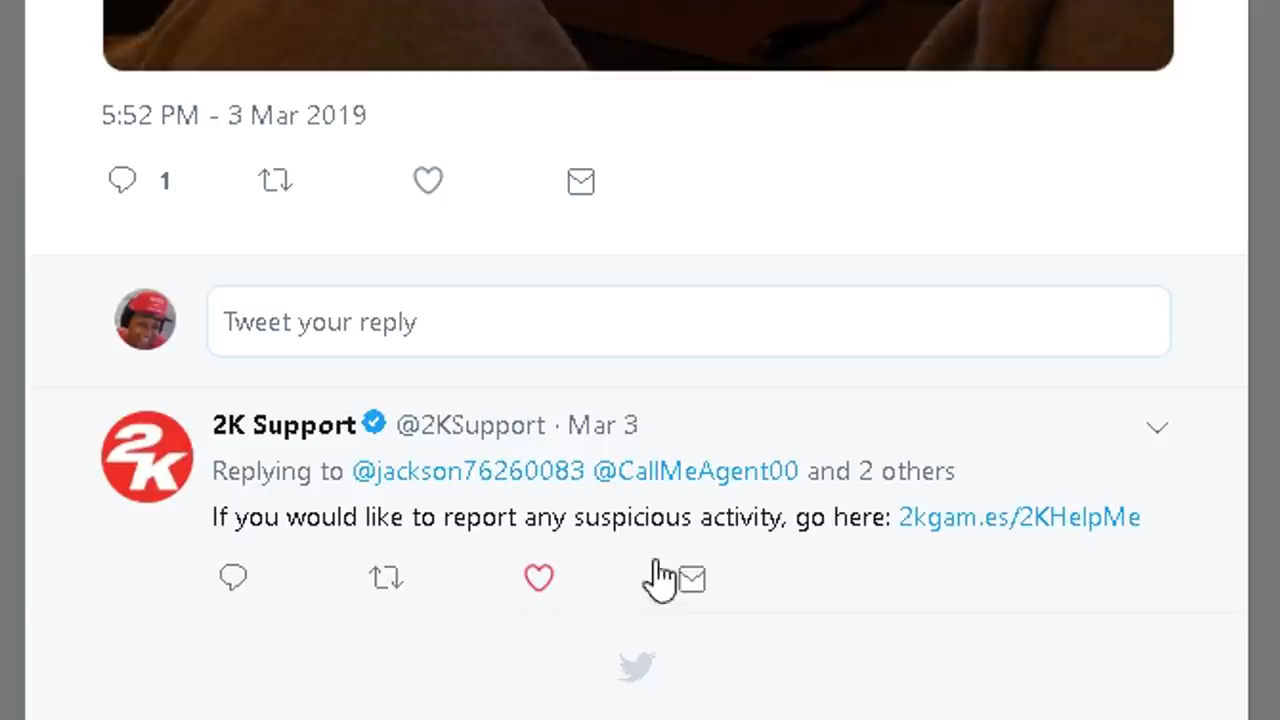 5:52 PM - 3 Mar 2019
1
Tweet your reply
2K Support @2KSupport · Mar 3
2K
Replying to @jackson76260083 @CallMeAgent00 and 2 others
If you would like to report any suspicious activity, go here: 2kgam.es/2KHelpMe